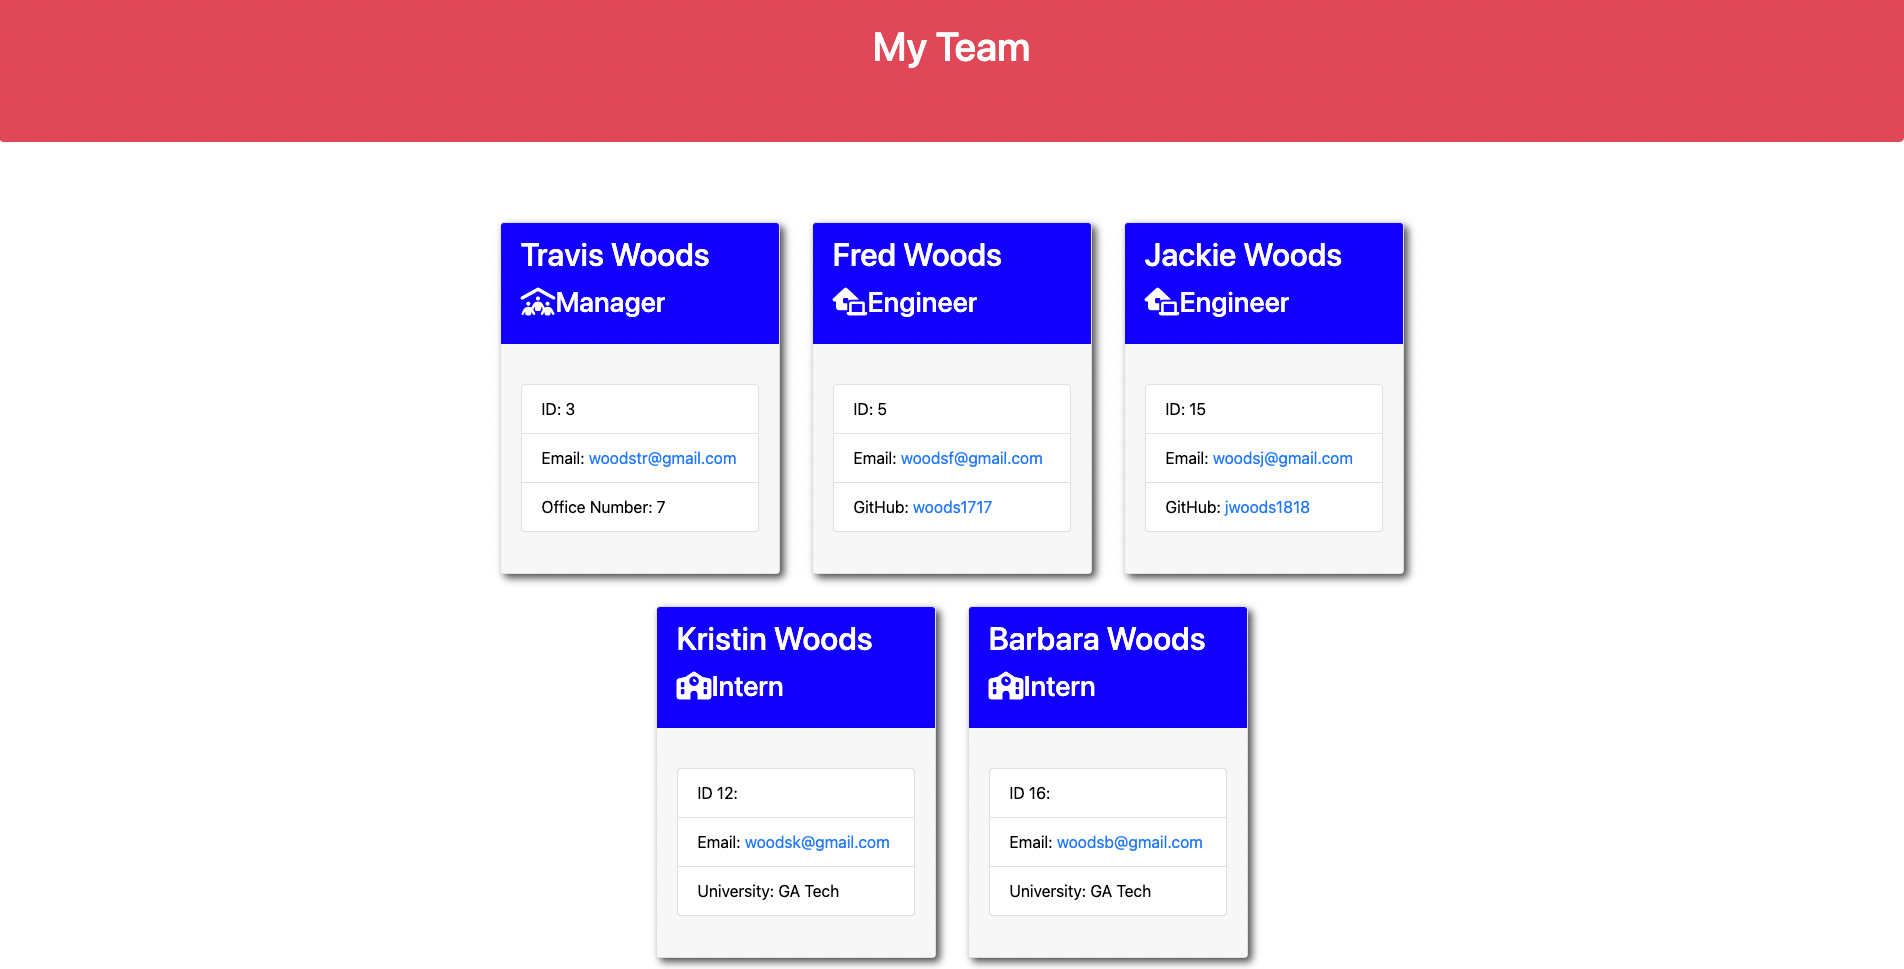 My Team
Travis Woods
Manager
ID: 3
Email: woodstr@gmail.com
Office Number: 7
Fred Woods
Engineer
ID: 5
Email: woodsf@gmail.com
GitHub: woods1717
Jackie Woods
Engineer
ID: 15
Email: woodsj@gmail.com
GitHub: jwoods1818
Kristin Woods
Intern
ID 12:
Email: woodsk@gmail.com
University: GA Tech
Barbara Woods
Intern
ID 16:
Email: woodsb@gmail.com
University: GA Tech